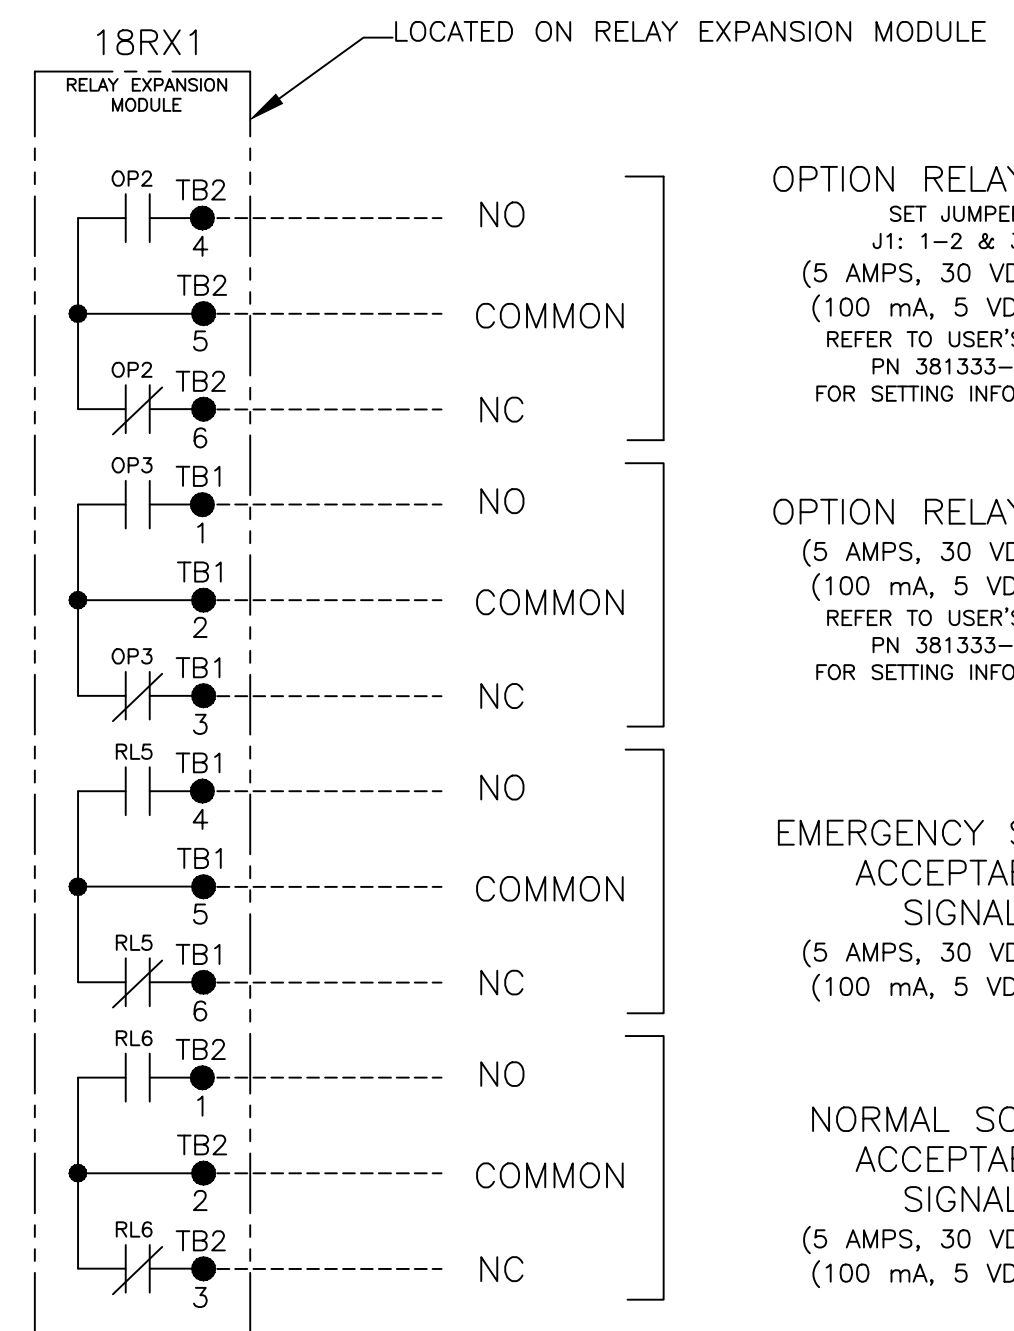 18RX1
LOCATED ON RELAY EXPANSION MODULE
RELAY EXPANSION
MODULE
OP2 TB2
4
NO
TB2
5
COMMON
OP2 TB2
6
NC
OPTION RELAY
SET JUMPER
J1: 1-2 &
(5 AMPS, 30
(100 mA, 5
REFER TO USER'S
PN 381333-
FOR SETTING
OP3 TB1
1
NO
TB1
2
COMMON
OP3 TB1
3
NC
OPTION RELAY
(5 AMPS, 30
(100 mA, 5
REFER TO USER'S
PN 381333-
FOR SETTING
RL5 TB1
4
NO
TB1
5
COMMON
RL5 TB1
6
NC
EMERGENCY
SIGNAL
(5 AMPS, 30
(100 mA, 5
RL6 TB2
1
NO
TB2
2
COMMON
RL6 TB2
3
NC
NORMAL
SIGNAL
(5 AMPS, 30
(100 mA, 5